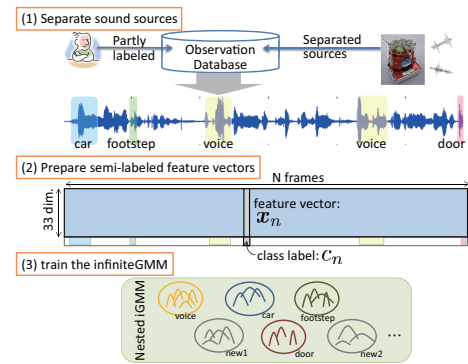 (1) Separate sound sources
Partly
labeled
Observation
Database
Separated
sources
car footstep voice voice door
(2) Prepare semi-labeled feature vectors
N frames
33 dim.
feature vector:
xₙ
class label: cₙ
(3) train the infiniteGMM
Nested iGMM
voice car footstep
new1 door new2 ...